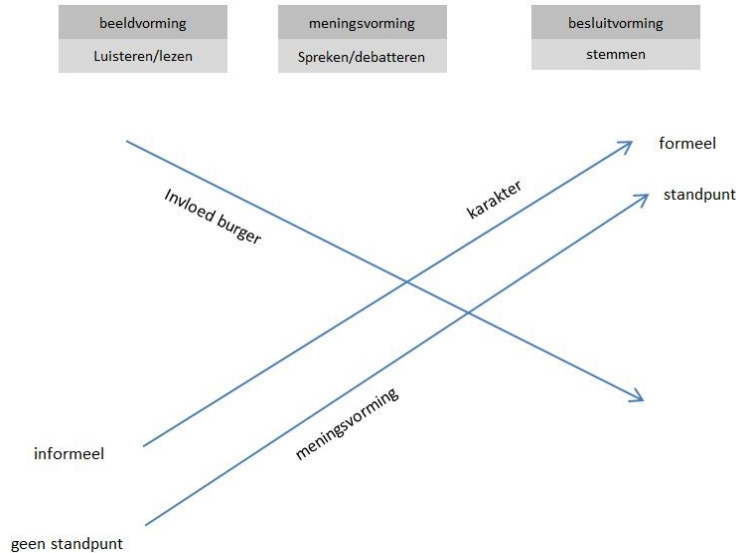 beeldvorming
Luisteren/lezen
meningsvorming
Spreken/debatteren
besluitvorming
stemmen
formeel
standpunt
karakter
Invloed burger
meningsvorming
informeel
geen standpunt